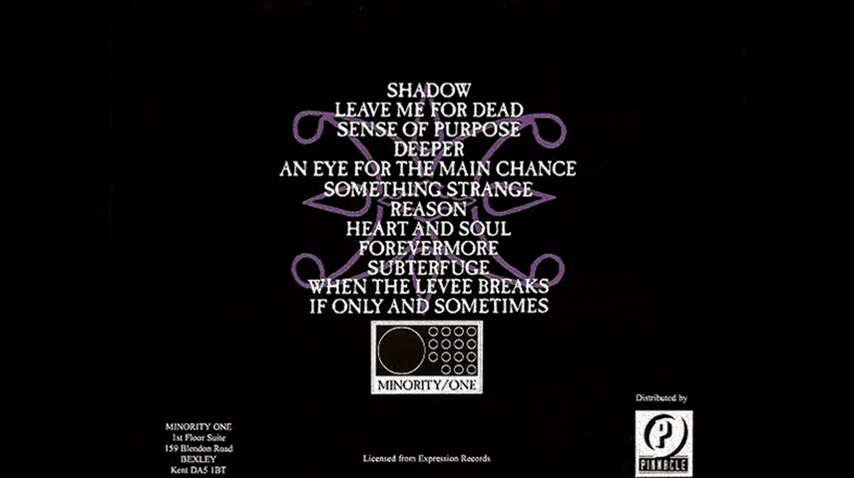 SHADOW
LEAVE ME FOR DEAD
SENSE OF PURPOSE
DEEPER
AN EYE FOR THE MAIN CHANCE
SOMETHING STRANGE
REASON
HEART AND SOUL
FOREVERMORE
SUBTERFUGE
WHEN THE LEVEE BREAKS
IF ONLY AND SOMETIMES
MINORITY/ONE
Distributed by
P
PINNACLE
MINORITY ONE
1st Floor Suite
159 Blendon Road
BEXLEY
Kent DA5 1BT
Licensed from Expression Records